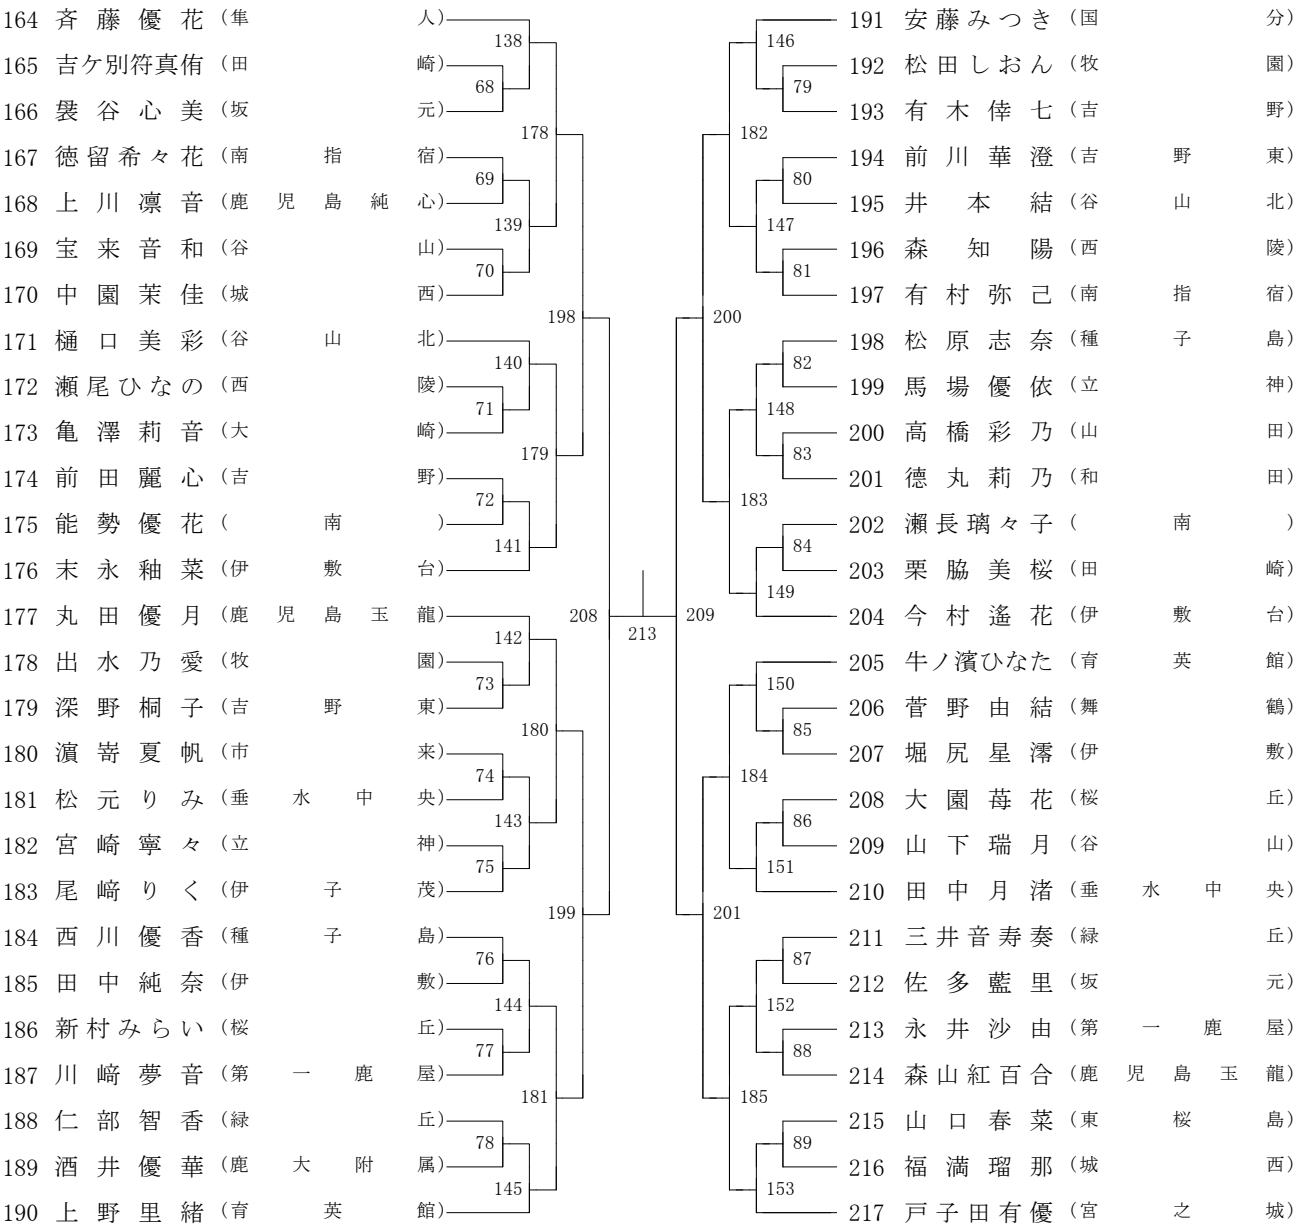 164 斉藤優花（隼人）
165 吉ケ別符真侑（田崎）
166 襲谷心美（坂元）
167 徳留希々花（南指宿）
168 上川凛音（鹿児島純心）
169 宝来音和（谷山）
170 中園茉佳（城西）
171 樋口美彩（谷山北）
172 瀬尾ひなの（西陵）
173 亀澤莉音（大崎）
174 前田麗心（吉野）
175 能勢優花（南）
176 末永釉菜（伊敷台）
177 丸田優月（鹿児島玉龍）
178 出水乃愛（牧園）
179 深野桐子（吉野東）
180 濵嵜夏帆（市来）
181 松元りみ（垂水中央）
182 宮崎寧々（立神）
183 尾﨑りく（伊子茂）
184 西川優香（種子島）
185 田中純奈（伊敷）
186 新村みらい（桜丘）
187 川﨑夢音（第一鹿屋）
188 仁部智香（緑丘）
189 酒井優華（鹿大附属）
190 上野里緒（育英館）
138
68
178
69
139
70
198
140
71
179
72
141
208
142
73
180
74
143
75
199
76
144
77
181
78
145
213
146
79
182
80
147
81
200
82
148
83
183
84
149
209
150
85
184
86
151
201
87
152
88
185
89
153
191 安藤みつき（国分）
192 松田しおん（牧園）
193 有木倖七（吉野）
194 前川華澄（吉野東）
195 井本結（谷山北）
196 森知陽（西陵）
197 有村弥己（南指宿）
198 松原志奈（種子島）
199 馬場優依（立神）
200 高橋彩乃（山田）
201 德丸莉乃（和田）
202 瀨長璃々子（南）
203 栗脇美桜（田崎）
204 今村遙花（伊敷台）
205 牛ノ濱ひなた（育英館）
206 菅野由結（舞鶴）
207 堀尻星澪（伊敷）
208 大園苺花（桜丘）
209 山下瑞月（谷山）
210 田中月渚（垂水中央）
211 三井音寿奏（緑丘）
212 佐多藍里（坂元）
213 永井沙由（第一鹿屋）
214 森山紅百合（鹿児島玉龍）
215 山口春菜（東桜島）
216 福満瑠那（城西）
217 戸子田有優（宮之城）